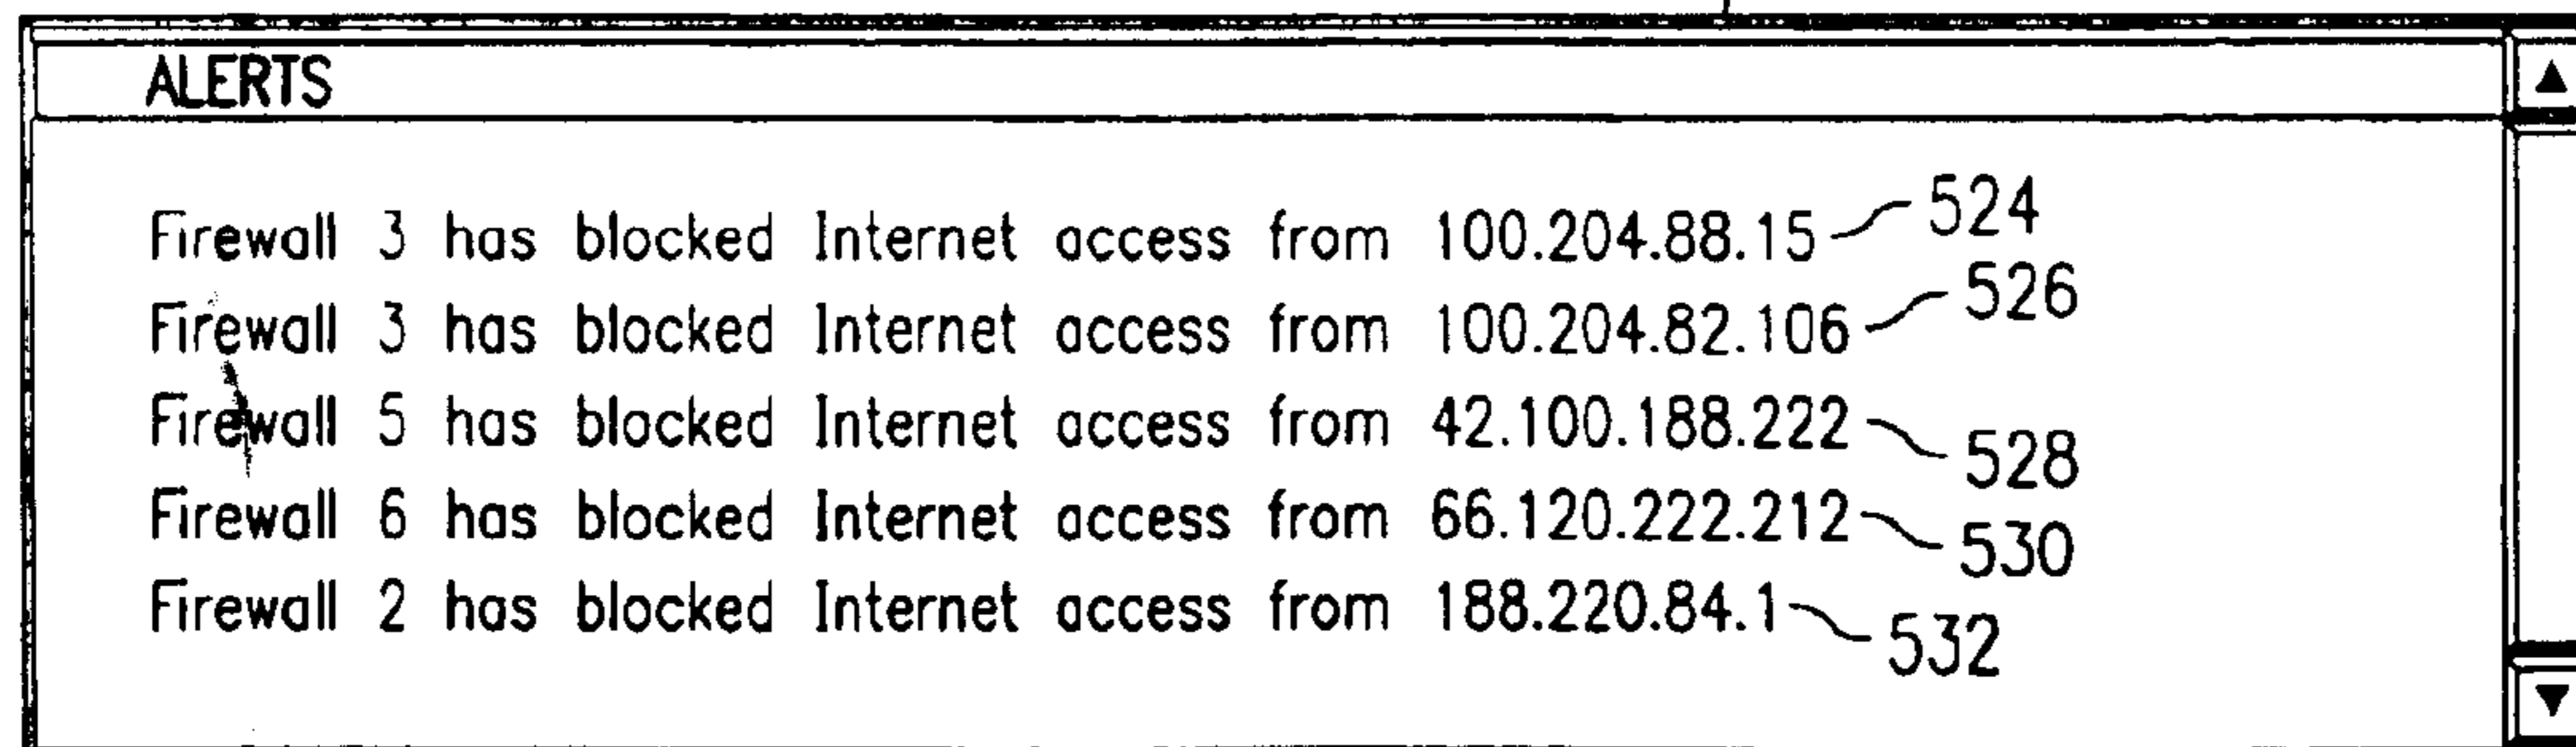 ALERTS
Firewall 3 has blocked Internet access from 100.204.88.15 524
Firewall 3 has blocked Internet access from 100.204.82.106 526
Firewall 5 has blocked Internet access from 42.100.188.222 528
Firewall 6 has blocked Internet access from 66.120.222.212 530
Firewall 2 has blocked Internet access from 188.220.84.1 532